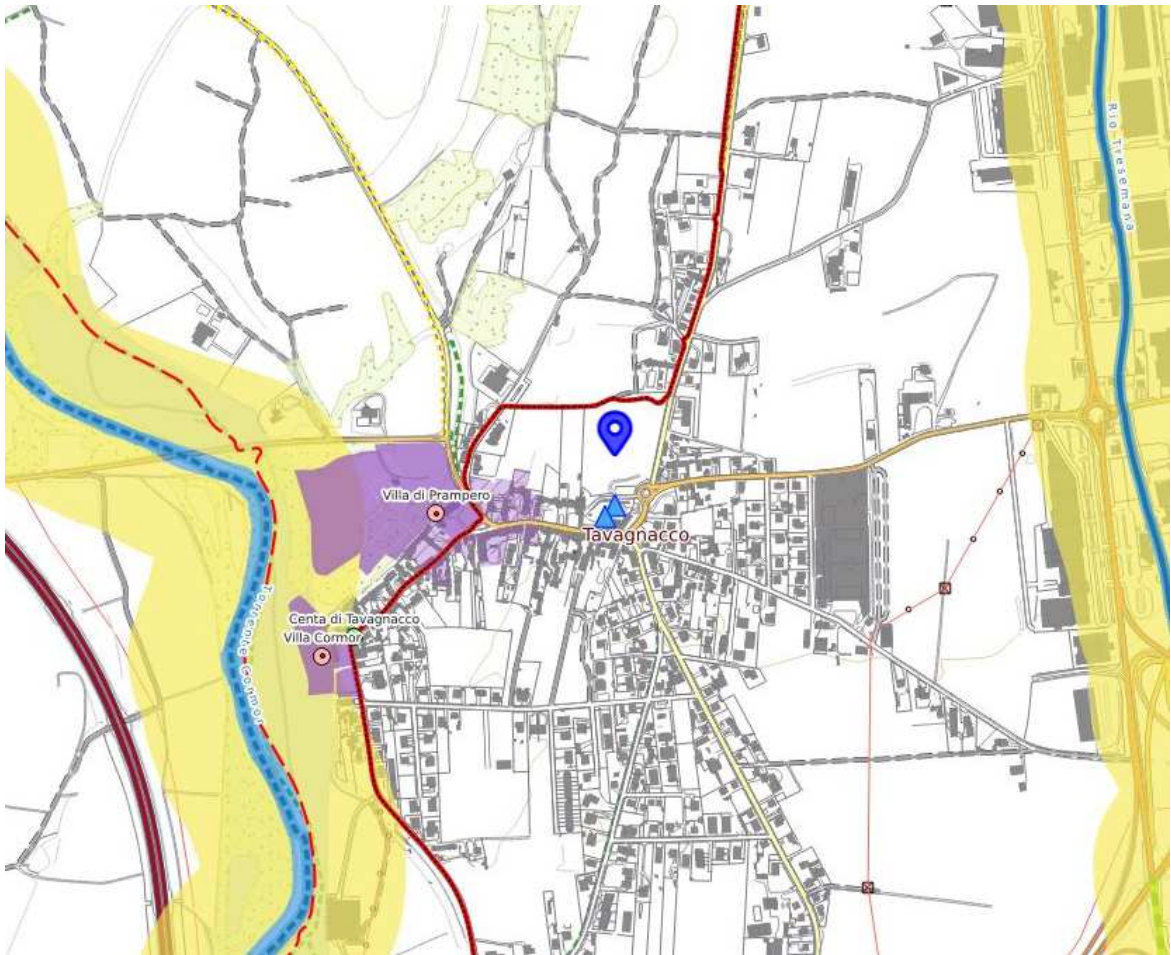 Rio Tresemana
Villa di Prampero
Tavagnacco
Centa di Tavagnacco
Villa Cormor
Torrente Cormor